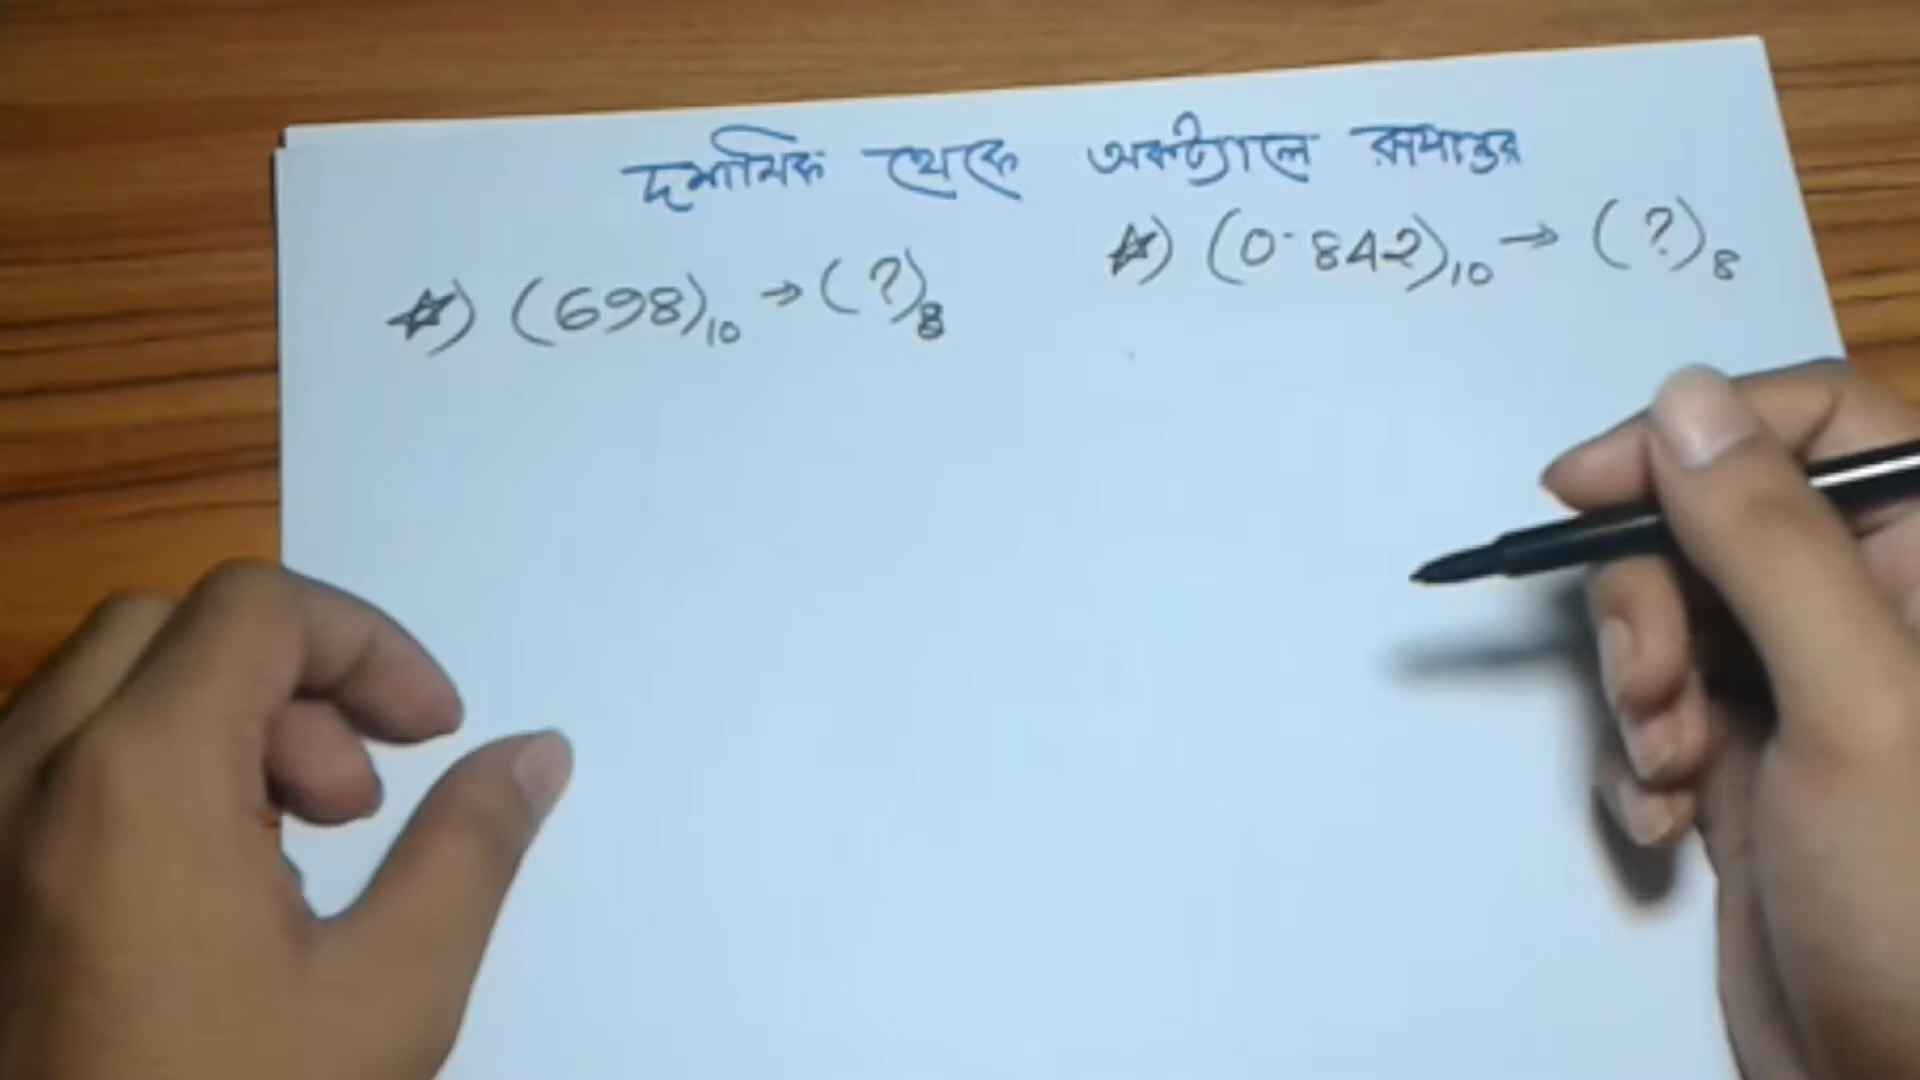 দশমিক থেকে অকট্যালে রূপান্তর
☆) (698)₁₀ → (?)₈
☆) (0·842)₁₀ → (?)₈